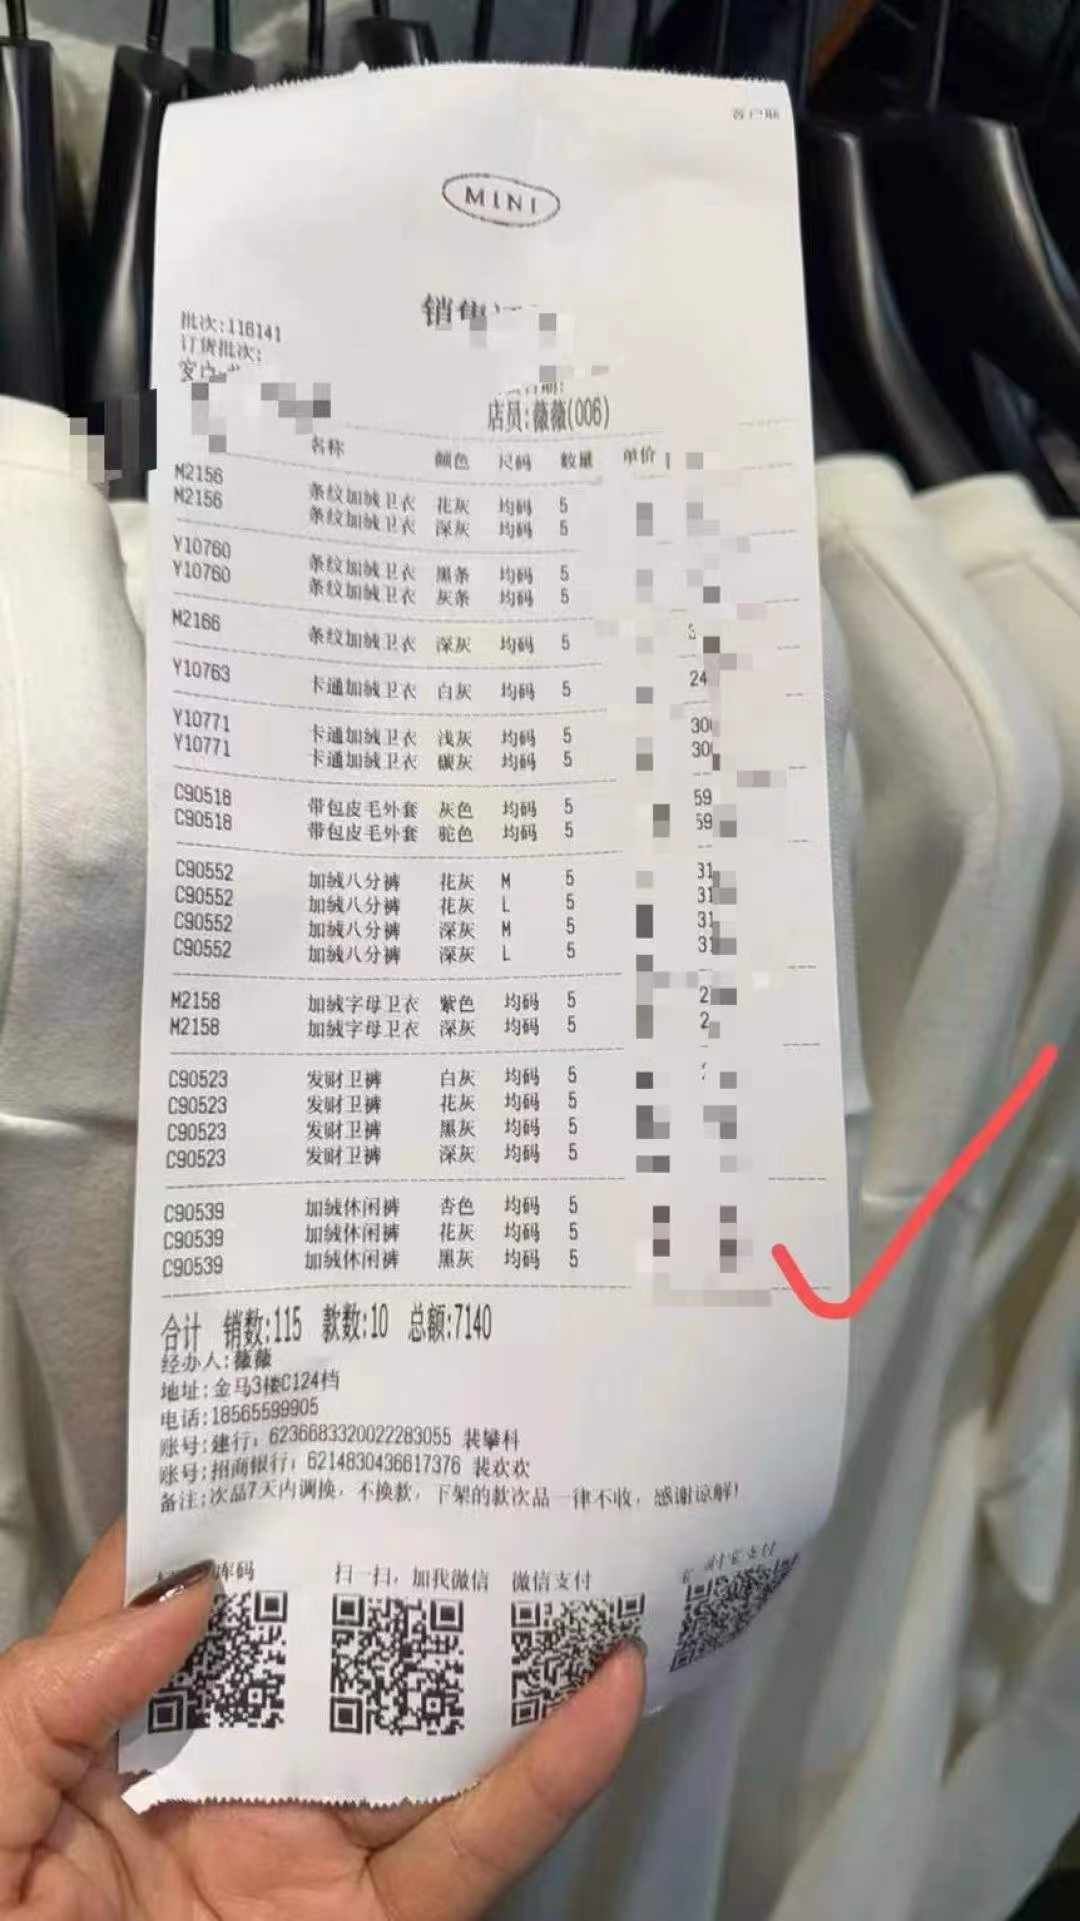 客户联
MINI
销售
批次:116141
订货批次:
客户
店员:薇薇(006)
名称 颜色 尺码 数量 单价
M2156 条纹加绒卫衣 花灰 均码 5
M2156 条纹加绒卫衣 深灰 均码 5
Y10760 条纹加绒卫衣 黑条 均码 5
Y10760 条纹加绒卫衣 灰条 均码 5
M2166 条纹加绒卫衣 深灰 均码 5
Y10763 卡通加绒卫衣 白灰 均码 5 24
Y10771 卡通加绒卫衣 浅灰 均码 5 300
Y10771 卡通加绒卫衣 碳灰 均码 5 300
C90518 带包皮毛外套 灰色 均码 5 59
C90518 带包皮毛外套 驼色 均码 5 59
C90552 加绒八分裤 花灰 M 5 31
C90552 加绒八分裤 花灰 L 5 31
C90552 加绒八分裤 深灰 M 5 31
C90552 加绒八分裤 深灰 L 5 31
M2158 加绒字母卫衣 紫色 均码 5 2
M2158 加绒字母卫衣 深灰 均码 5 2
C90523 发财卫裤 白灰 均码 5
C90523 发财卫裤 花灰 均码 5
C90523 发财卫裤 黑灰 均码 5
C90523 发财卫裤 深灰 均码 5
C90539 加绒休闲裤 杏色 均码 5
C90539 加绒休闲裤 花灰 均码 5
C90539 加绒休闲裤 黑灰 均码 5
合计 销数:115 款数:10 总额:7140
经办人:薇薇
地址:金马3楼C124档
电话:18565599905
账号:建行: 6236683320022283055 裴攀科
账号:招商银行: 6214830436617376 裴欢欢
备注:次品7天内调换，不换款，下架的款次品一律不收，感谢谅解!
库码 扫一扫，加我微信 微信支付